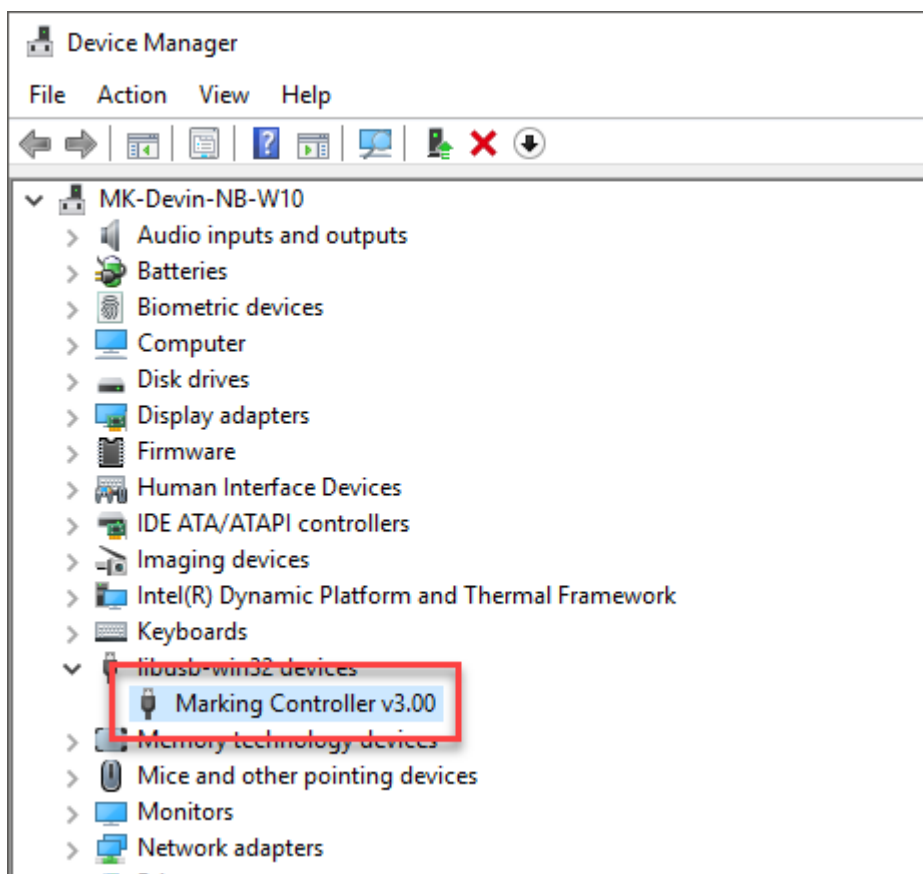 Device Manager
File Action View Help
MK-Devin-NB-W10
Audio inputs and outputs
Batteries
Biometric devices
Computer
Disk drives
Display adapters
Firmware
Human Interface Devices
IDE ATA/ATAPI controllers
Imaging devices
Intel(R) Dynamic Platform and Thermal Framework
Keyboards
libusb-win32 devices
Marking Controller v3.00
Memory technology devices
Mice and other pointing devices
Monitors
Network adapters